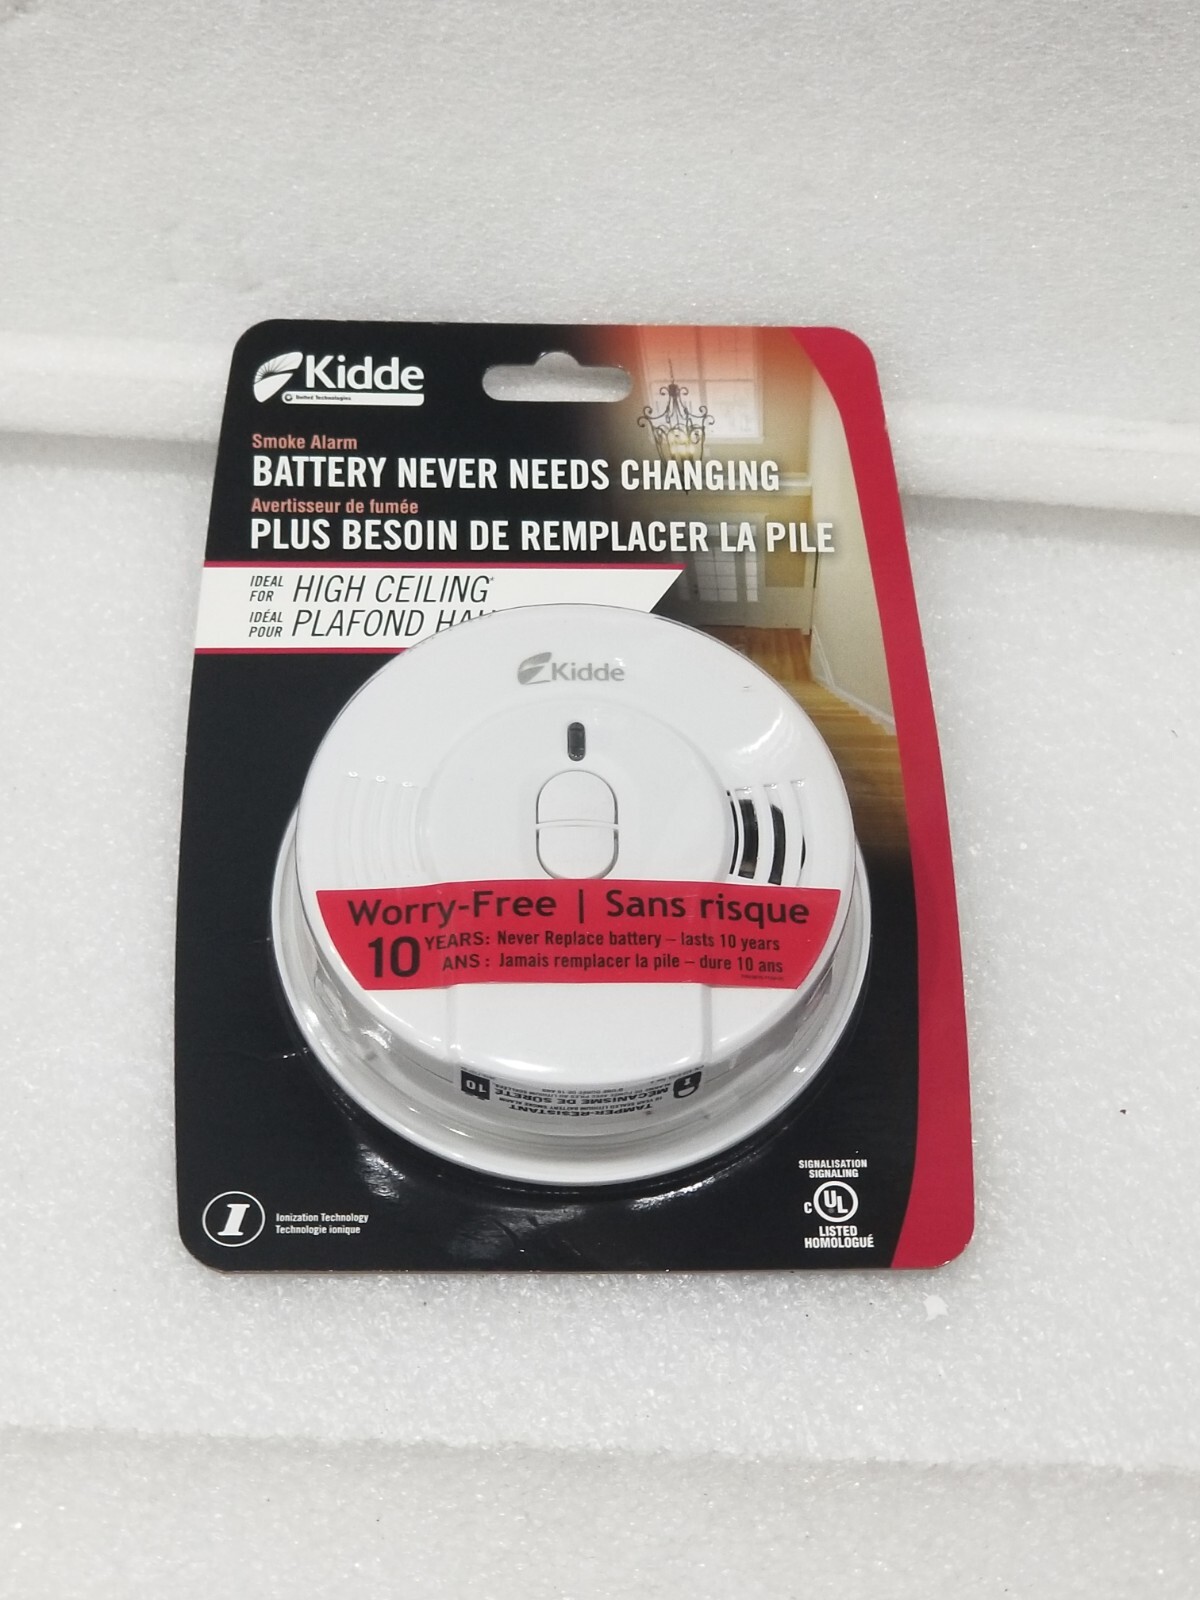 Kidde
United Technologies
Smoke Alarm
BATTERY NEVER NEEDS CHANGING
Avertisseur de fumée
PLUS BESOIN DE REMPLACER LA PILE
IDEAL FOR HIGH CEILING*
IDÉAL POUR PLAFOND
Kidde
Worry-Free | Sans risque
10 YEARS: Never Replace battery – lasts 10 years
ANS : Jamais remplacer la pile – dure 10 ans
TAMPER-RESISTANT
MÉCANISME DE SÛRETÉ
10
I
Ionization Technology
Technologie ionique
SIGNALISATION
SIGNALING
C UL
LISTED
HOMOLOGUÉ